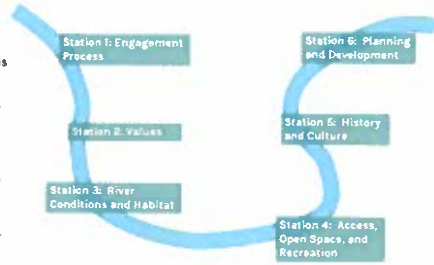 Station 1: Engagement
Process
Station 2: Values
Station 3: River
Conditions and Habitat
Station 4: Access,
Open Space, and
Recreation
Station 5: History
and Culture
Station 6: Planning
and Development